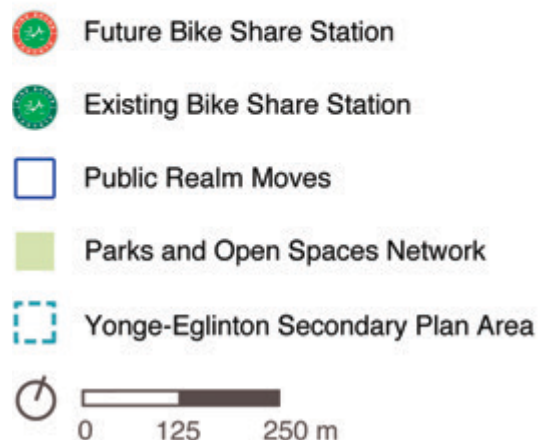 Future Bike Share Station
Existing Bike Share Station
Public Realm Moves
Parks and Open Spaces Network
Yonge-Eglinton Secondary Plan Area
0 125 250 m